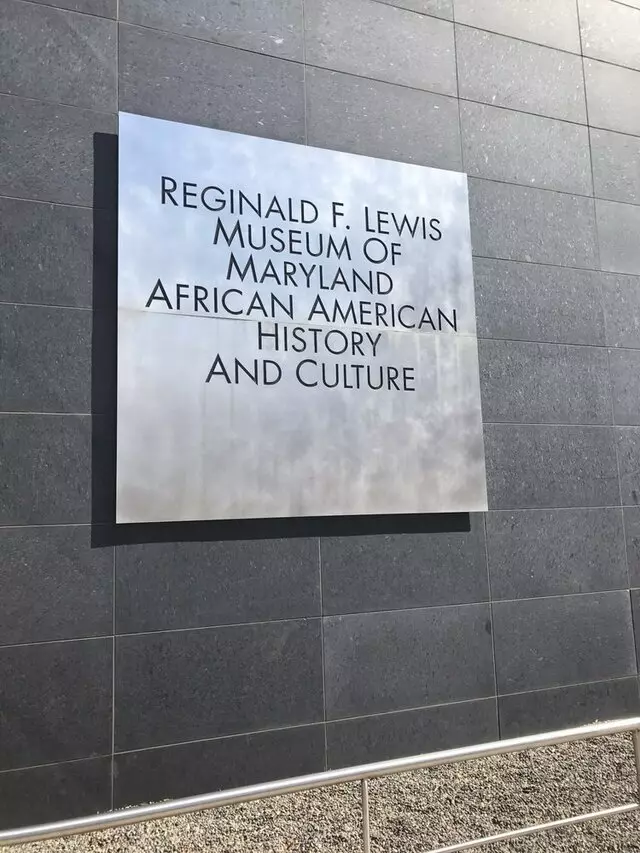 REGINALD F. LEWIS
MUSEUM OF
MARYLAND
AFRICAN AMERICAN
HISTORY
AND CULTURE